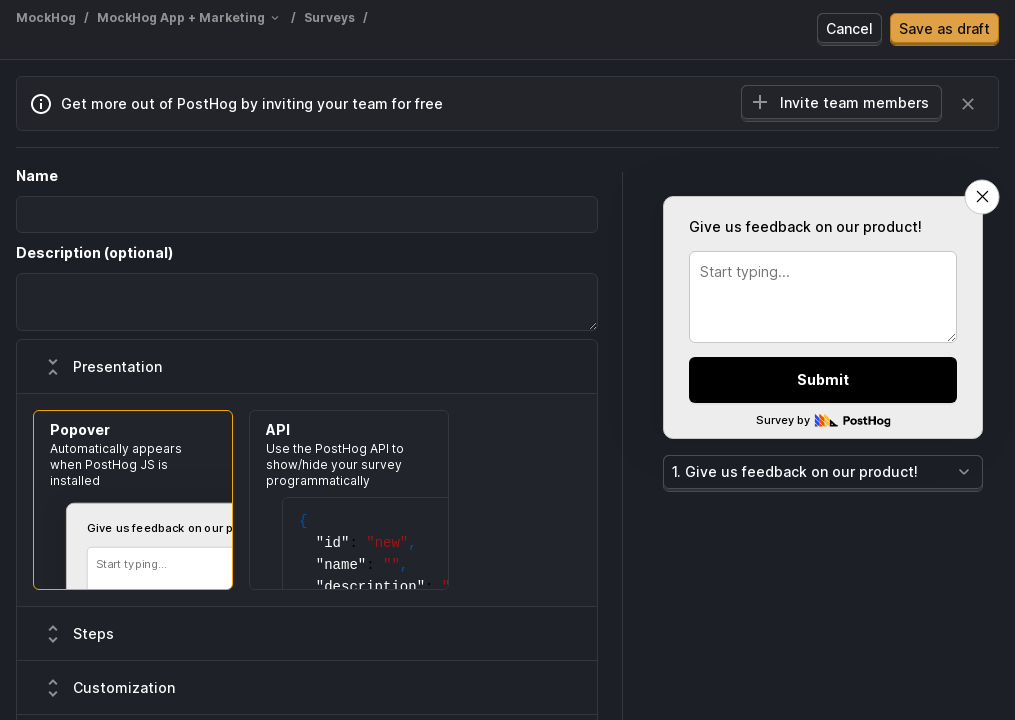 MockHog / MockHog App + Marketing / Surveys /
Cancel
Save as draft
Get more out of PostHog by inviting your team for free
Invite team members
Name
Description (optional)
Presentation
Popover
Automatically appears
when PostHog JS is
installed
Give us feedback on our p
Start typing...
API
Use the PostHog API to
show/hide your survey
programmatically
{
"id": "new",
"name": "",
"description": "
Steps
Customization
Give us feedback on our product!
Start typing...
Submit
Survey by PostHog
1. Give us feedback on our product!